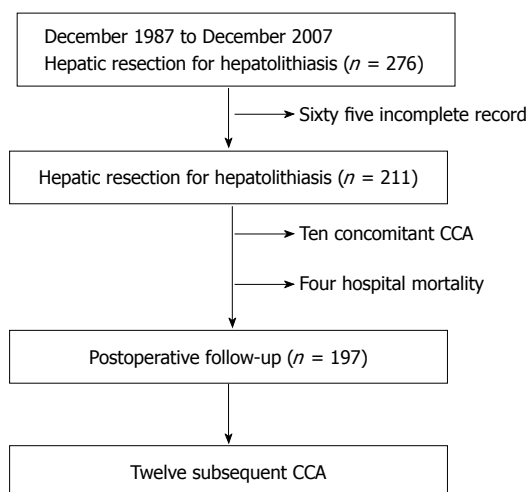 December 1987 to December 2007
Hepatic resection for hepatolithiasis (n = 276)
Sixty five incomplete record
Hepatic resection for hepatolithiasis (n = 211)
Ten concomitant CCA
Four hospital mortality
Postoperative follow-up (n = 197)
Twelve subsequent CCA